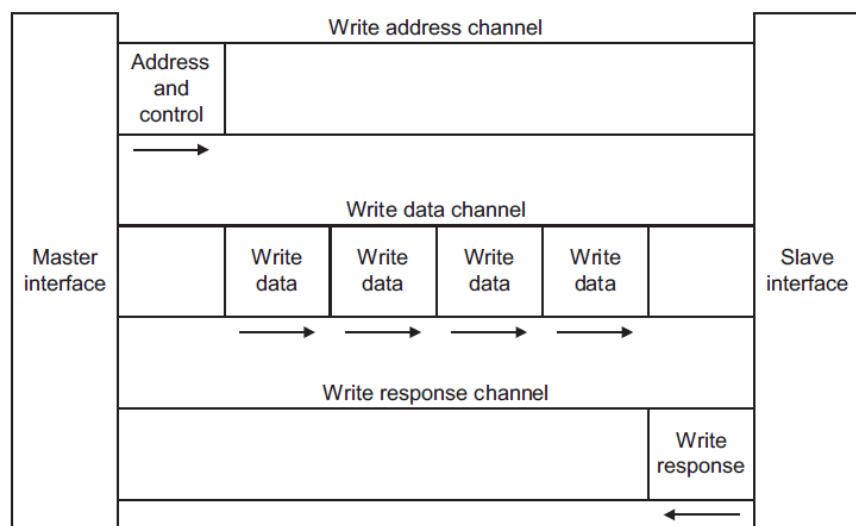 Write address channel
Address
and
control
Write data channel
Master
interface
Write
data
Write
data
Write
data
Write
data
Slave
interface
Write response channel
Write
response